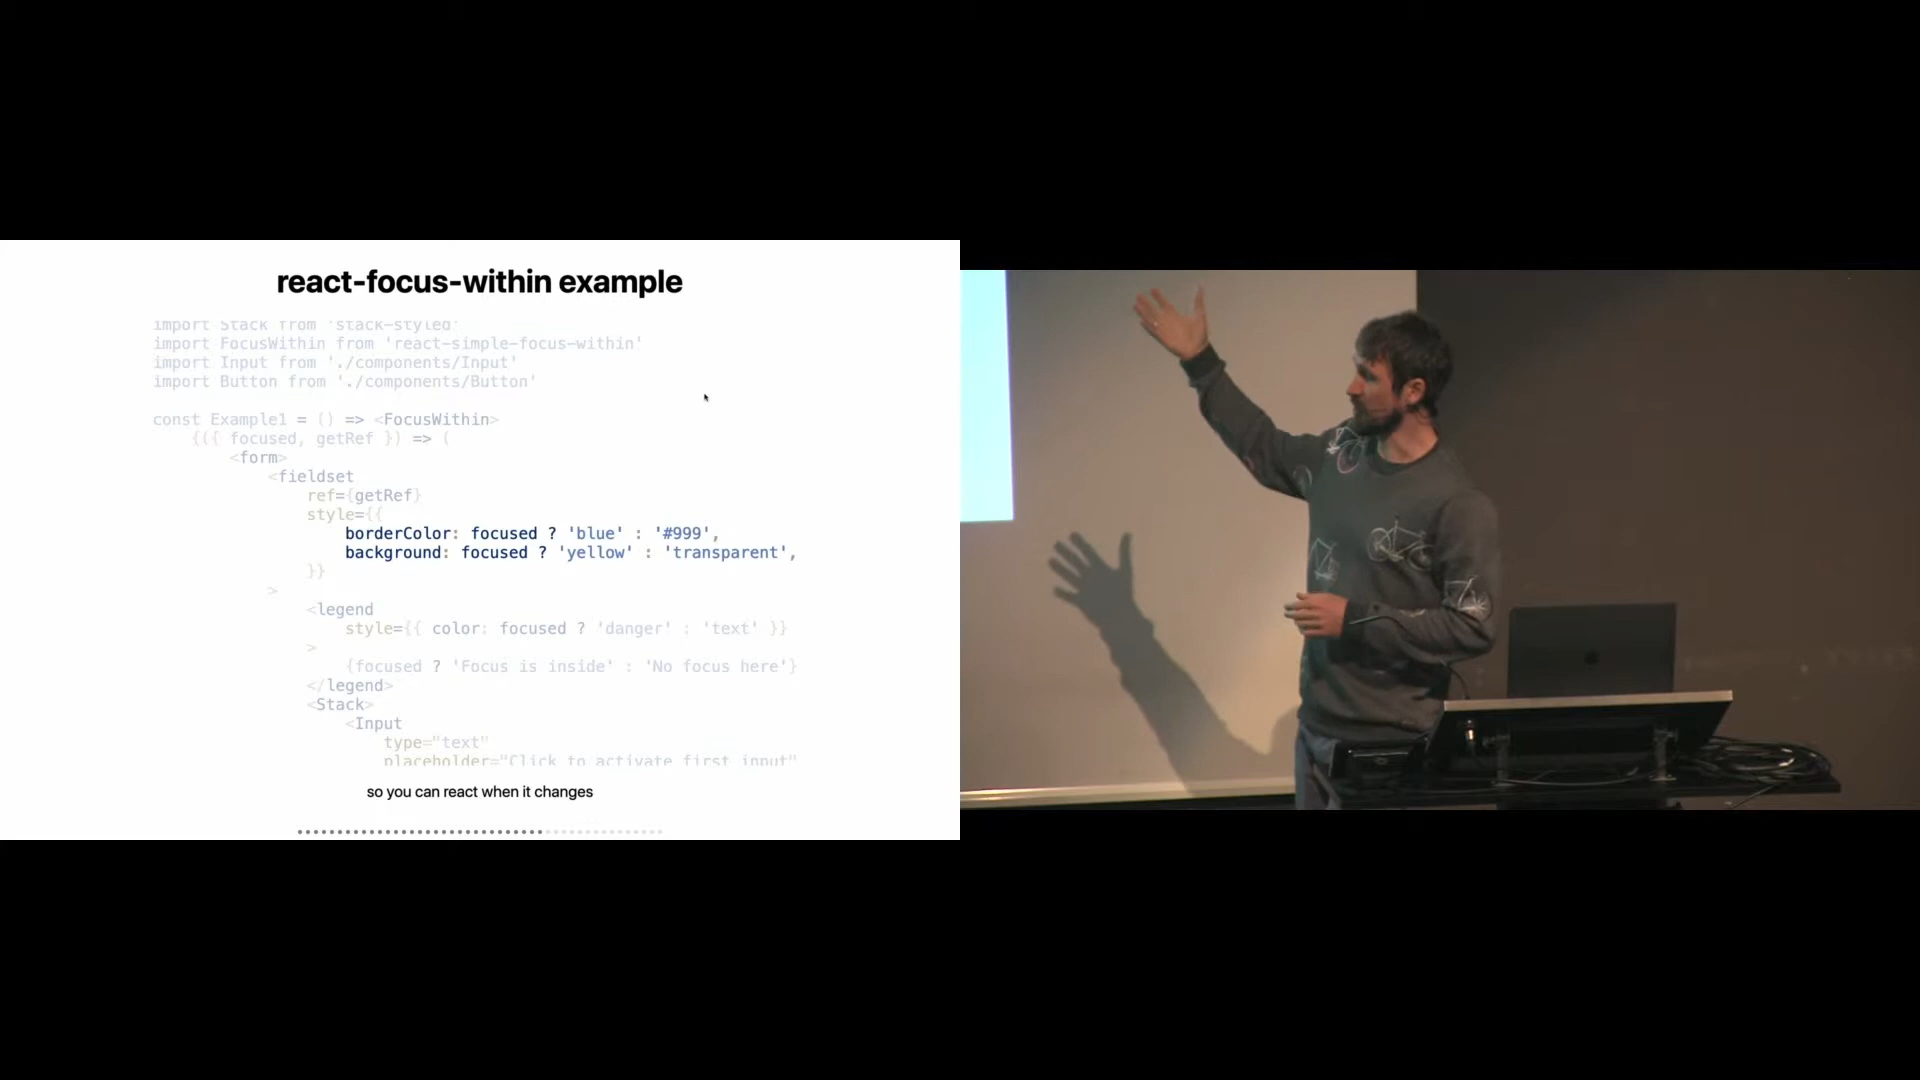 react-focus-within example
import Stack from 'stack-styled'
import FocusWithin from 'react-simple-focus-within'
import Input from './components/Input'
import Button from './components/Button'
const Example1 = () => <FocusWithin>
{({ focused, getRef }) => (
<form>
<fieldset
ref={getRef}
style={{
borderColor: focused ? 'blue' : '#999',
background: focused ? 'yellow' : 'transparent',
}}
>
<legend
style={{ color: focused ? 'danger' : 'text' }}
>
{focused ? 'Focus is inside' : 'No focus here'}
</legend>
<Stack>
<Input
type="text"
placeholder="Click to activate first input"
so you can react when it changes